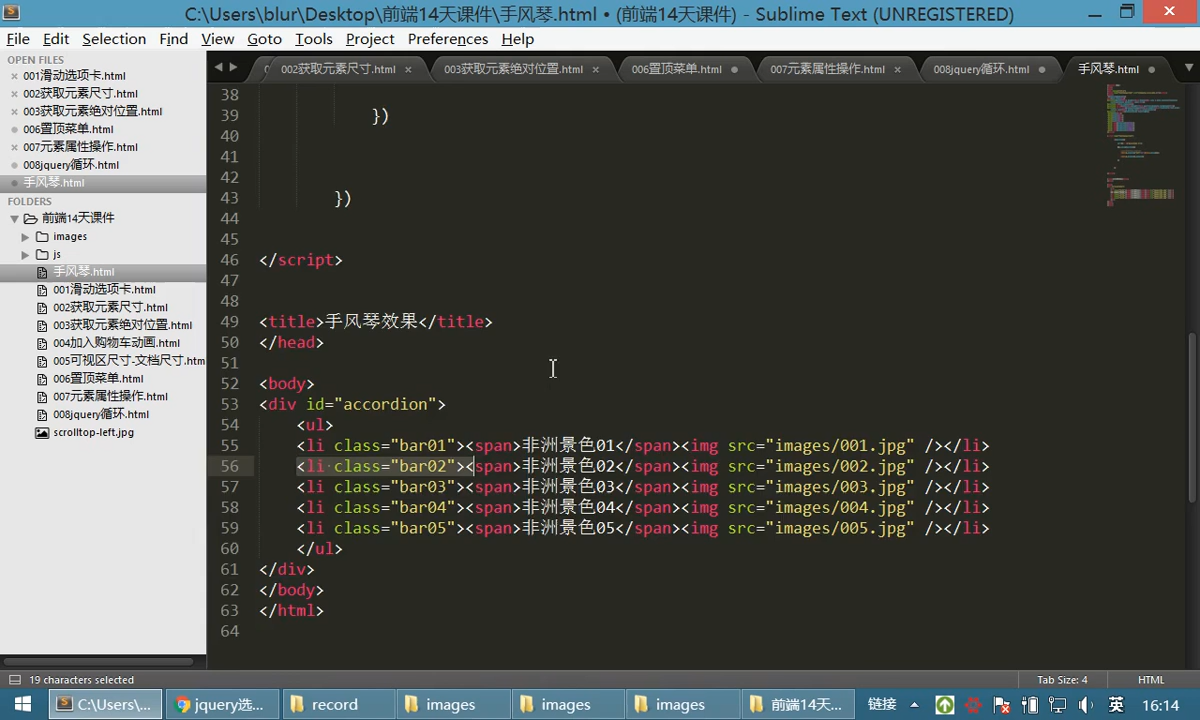 C:\Users\blur\Desktop\前端14天课件\手风琴.html • (前端14天课件) - Sublime Text (UNREGISTERED)
File Edit Selection Find View Goto Tools Project Preferences Help
OPEN FILES
001滑动选项卡.html
002获取元素尺寸.html
003获取元素绝对位置.html
006置顶菜单.html
007元素属性操作.html
008jquery循环.html
手风琴.html
FOLDERS
前端14天课件
images
js
手风琴.html
001滑动选项卡.html
002获取元素尺寸.html
003获取元素绝对位置.html
004加入购物车动画.html
005可视区尺寸-文档尺寸.htm
006置顶菜单.html
007元素属性操作.html
008jquery循环.html
scrolltop-left.jpg
002获取元素尺寸.html 003获取元素绝对位置.html 006置顶菜单.html 007元素属性操作.html 008jquery循环.html 手风琴.html
38
39 })
40
41
42
43 })
44
45
46 </script>
47
48
49 <title>手风琴效果</title>
50 </head>
51
52 <body>
53 <div id="accordion">
54 <ul>
55 <li class="bar01"><span>非洲景色01</span><img src="images/001.jpg" /></li>
56 <li class="bar02"><span>非洲景色02</span><img src="images/002.jpg" /></li>
57 <li class="bar03"><span>非洲景色03</span><img src="images/003.jpg" /></li>
58 <li class="bar04"><span>非洲景色04</span><img src="images/004.jpg" /></li>
59 <li class="bar05"><span>非洲景色05</span><img src="images/005.jpg" /></li>
60 </ul>
61 </div>
62 </body>
63 </html>
64
19 characters selected Tab Size: 4 HTML
C:\Users\... jquery选... record images images images 前端14天... 链接 英 16:14